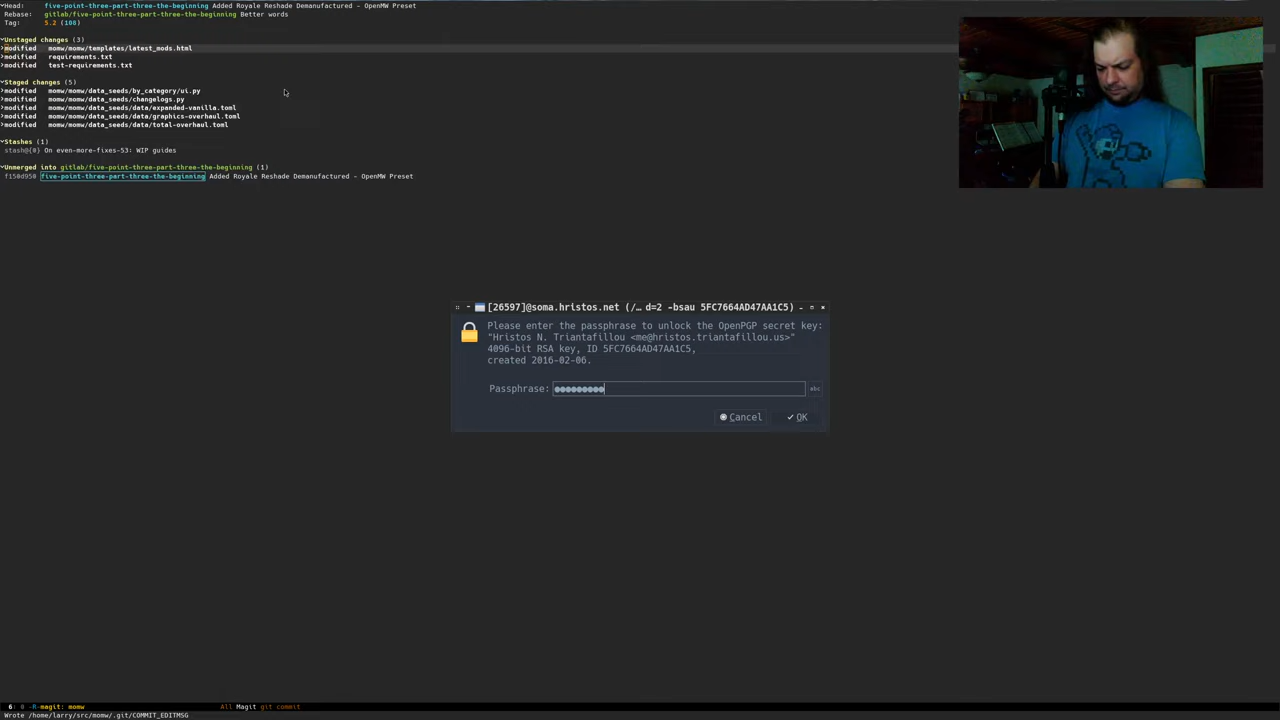 Head: five-point-three-part-three-the-beginning Added Royale Reshade Demanufactured - OpenMW Preset
Rebase: gitlab/five-point-three-part-three-the-beginning Better words
Tag: 5.2 (108)
Unstaged changes (3)
modified momw/momw/templates/latest_mods.html
modified requirements.txt
modified test-requirements.txt
Staged changes (5)
modified momw/momw/data_seeds/by_category/ui.py
modified momw/momw/data_seeds/changelogs.py
modified momw/momw/data_seeds/data/expanded-vanilla.toml
modified momw/momw/data_seeds/data/graphics-overhaul.toml
modified momw/momw/data_seeds/data/total-overhaul.toml
Stashes (1)
stash@{0} On even-more-fixes-53: WIP guides
Unmerged into gitlab/five-point-three-part-three-the-beginning (1)
f150d950 five-point-three-part-three-the-beginning Added Royale Reshade Demanufactured - OpenMW Preset
[26597]@soma.hristos.net (/… d=2 -bsau 5FC7664AD47AA1C5)
Please enter the passphrase to unlock the OpenPGP secret key:
"Hristos N. Triantafillou <me@hristos.triantafillou.us>"
4096-bit RSA key, ID 5FC7664AD47AA1C5,
created 2016-02-06.
Passphrase: ●●●●●●●●● abc
Cancel OK
6: 0 -R-magit: momw All Magit git commit
Wrote /home/larry/src/momw/.git/COMMIT_EDITMSG